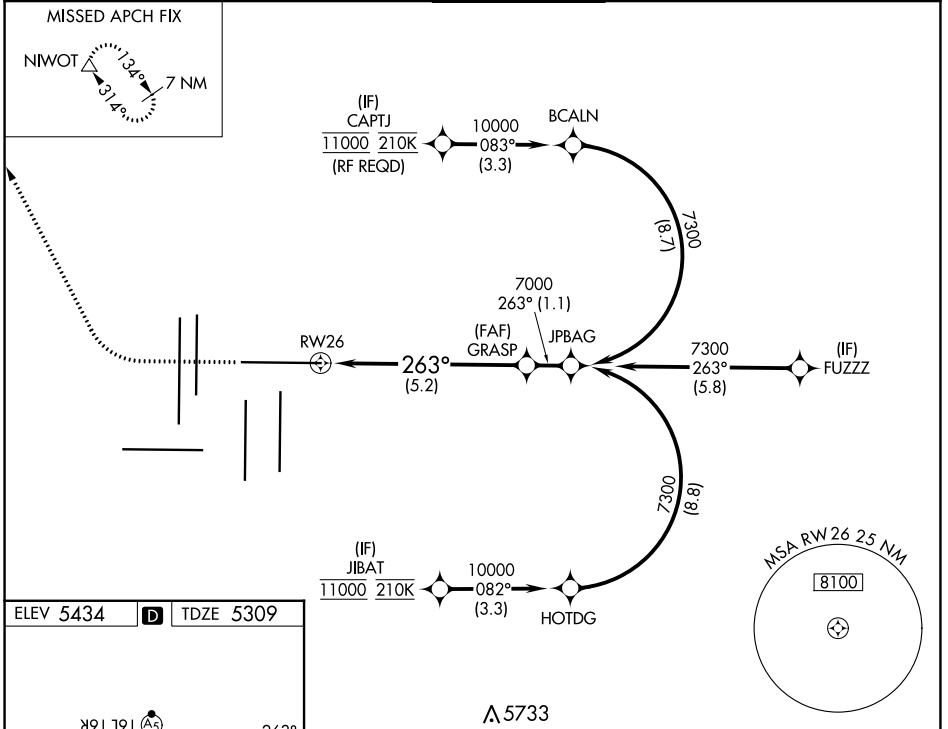 MISSED APCH FIX
NIWOT
134°
314°
7 NM
(IF)
CAPTJ
11000 210K
(RF REQD)
10000
083°
(3.3)
BCALN
7300
(8.7)
7000
263° (1.1)
(FAF)
GRASP
JPBAG
RW26
263°
(5.2)
7300
263°
(5.8)
(IF)
FUZZZ
7300
(8.8)
(IF)
JIBAT
11000 210K
10000
082°
(3.3)
HOTDG
MSA RW26 25 NM
8100
ELEV 5434
D
TDZE 5309
16L 16R
A5
5733